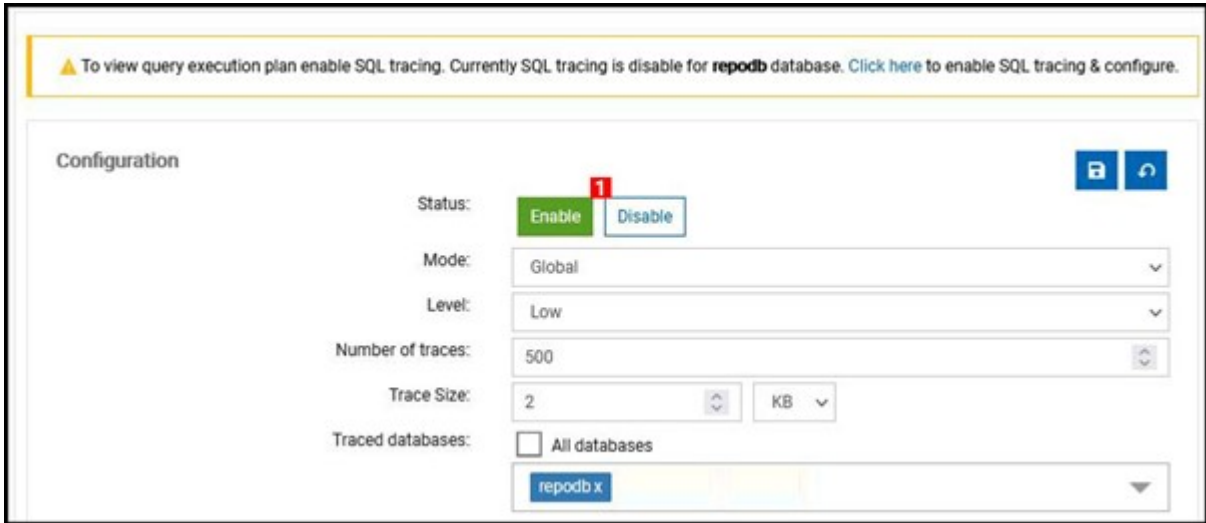 To view query execution plan enable SQL tracing. Currently SQL tracing is disable for repodb database. Click here to enable SQL tracing & configure.
Configuration
1
Status:
Enable
Disable
Mode:
Global
Level:
Low
Number of traces:
500
Trace Size:
2
KB
Traced databases:
All databases
repodb x